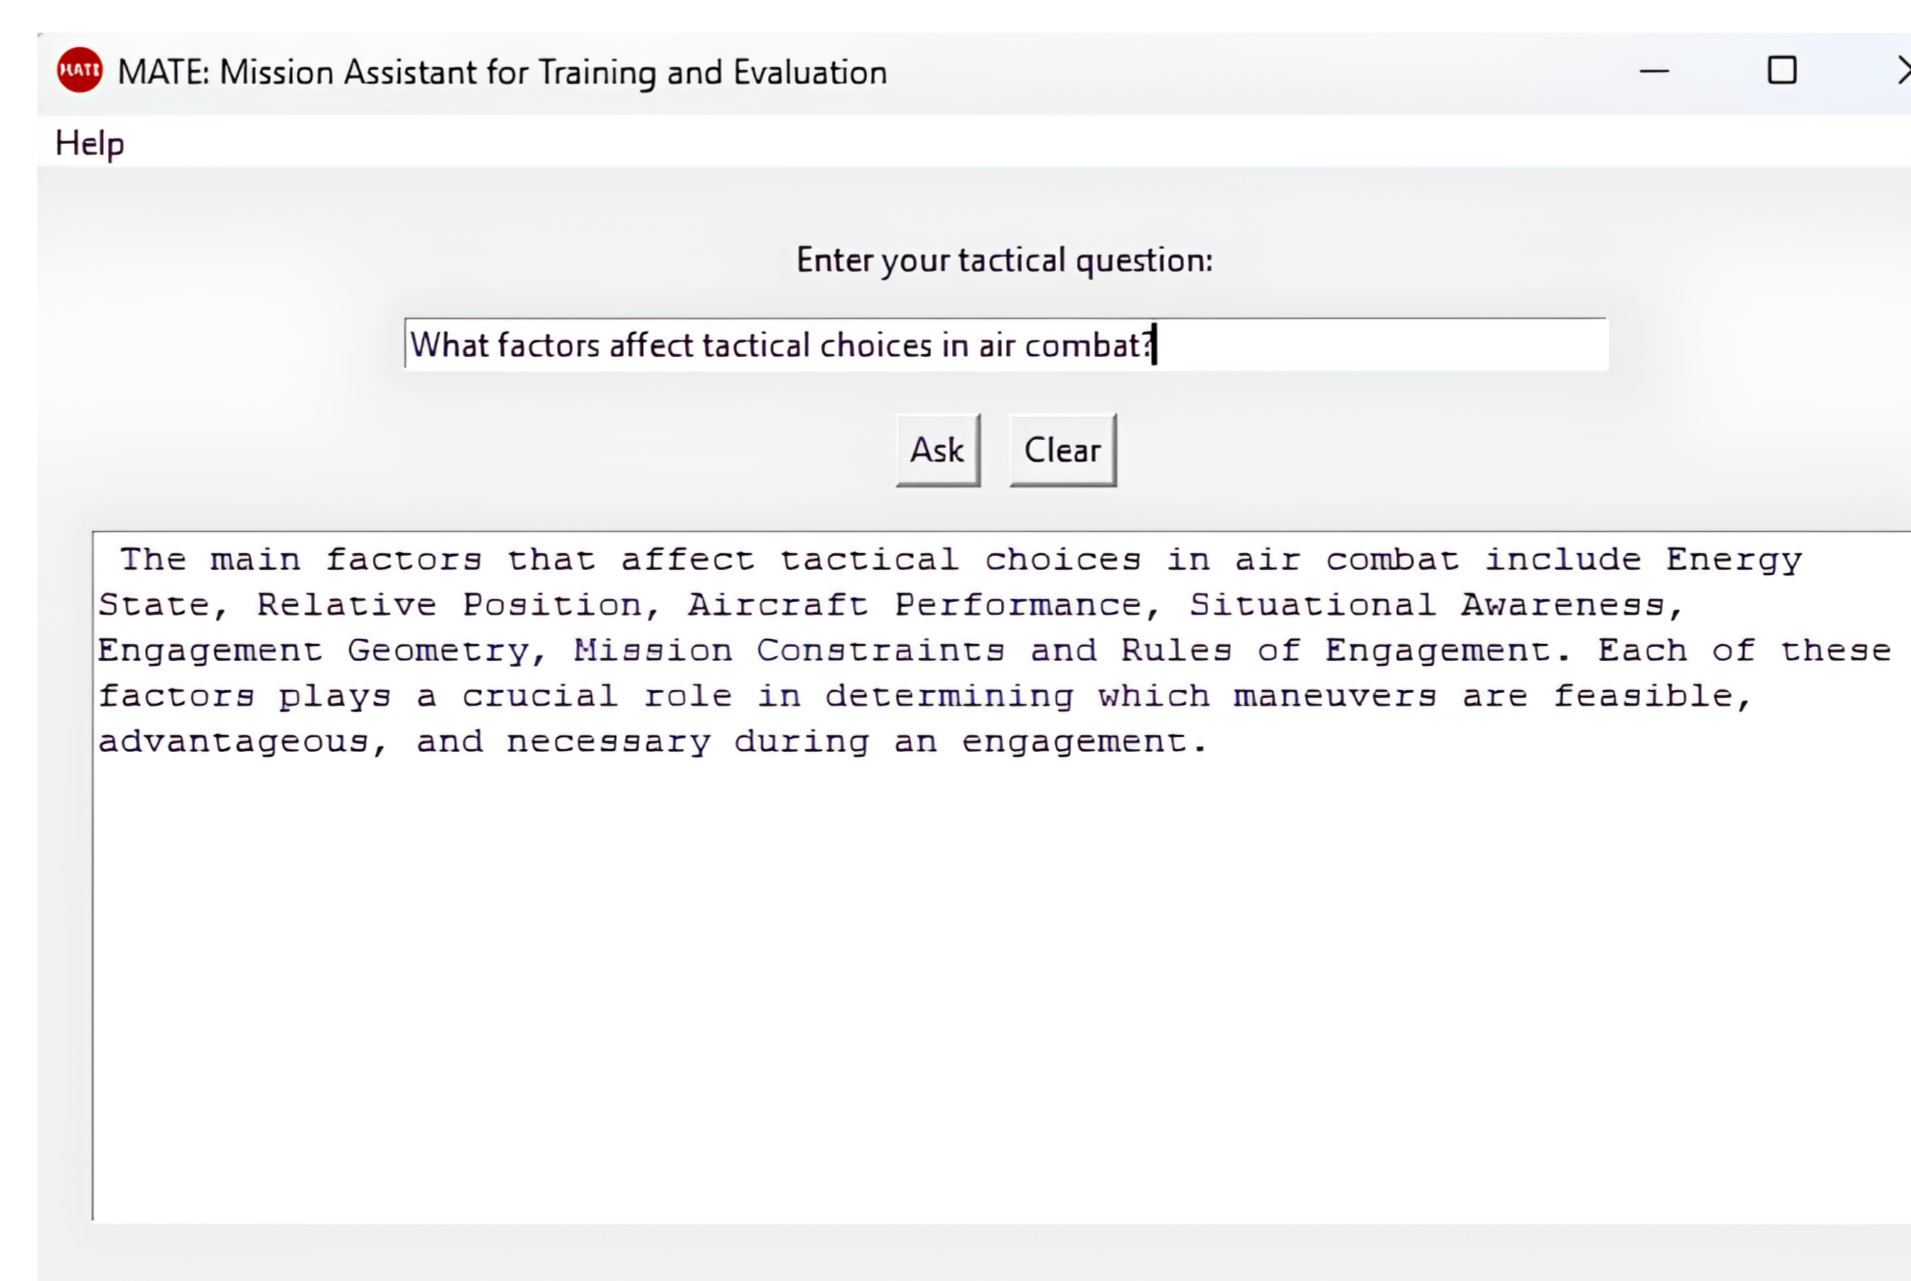 MATE MATE: Mission Assistant for Training and Evaluation
Help
Enter your tactical question:
What factors affect tactical choices in air combat?
Ask Clear
The main factors that affect tactical choices in air combat include Energy
State, Relative Position, Aircraft Performance, Situational Awareness,
Engagement Geometry, Mission Constraints and Rules of Engagement. Each of these
factors plays a crucial role in determining which maneuvers are feasible,
advantageous, and necessary during an engagement.